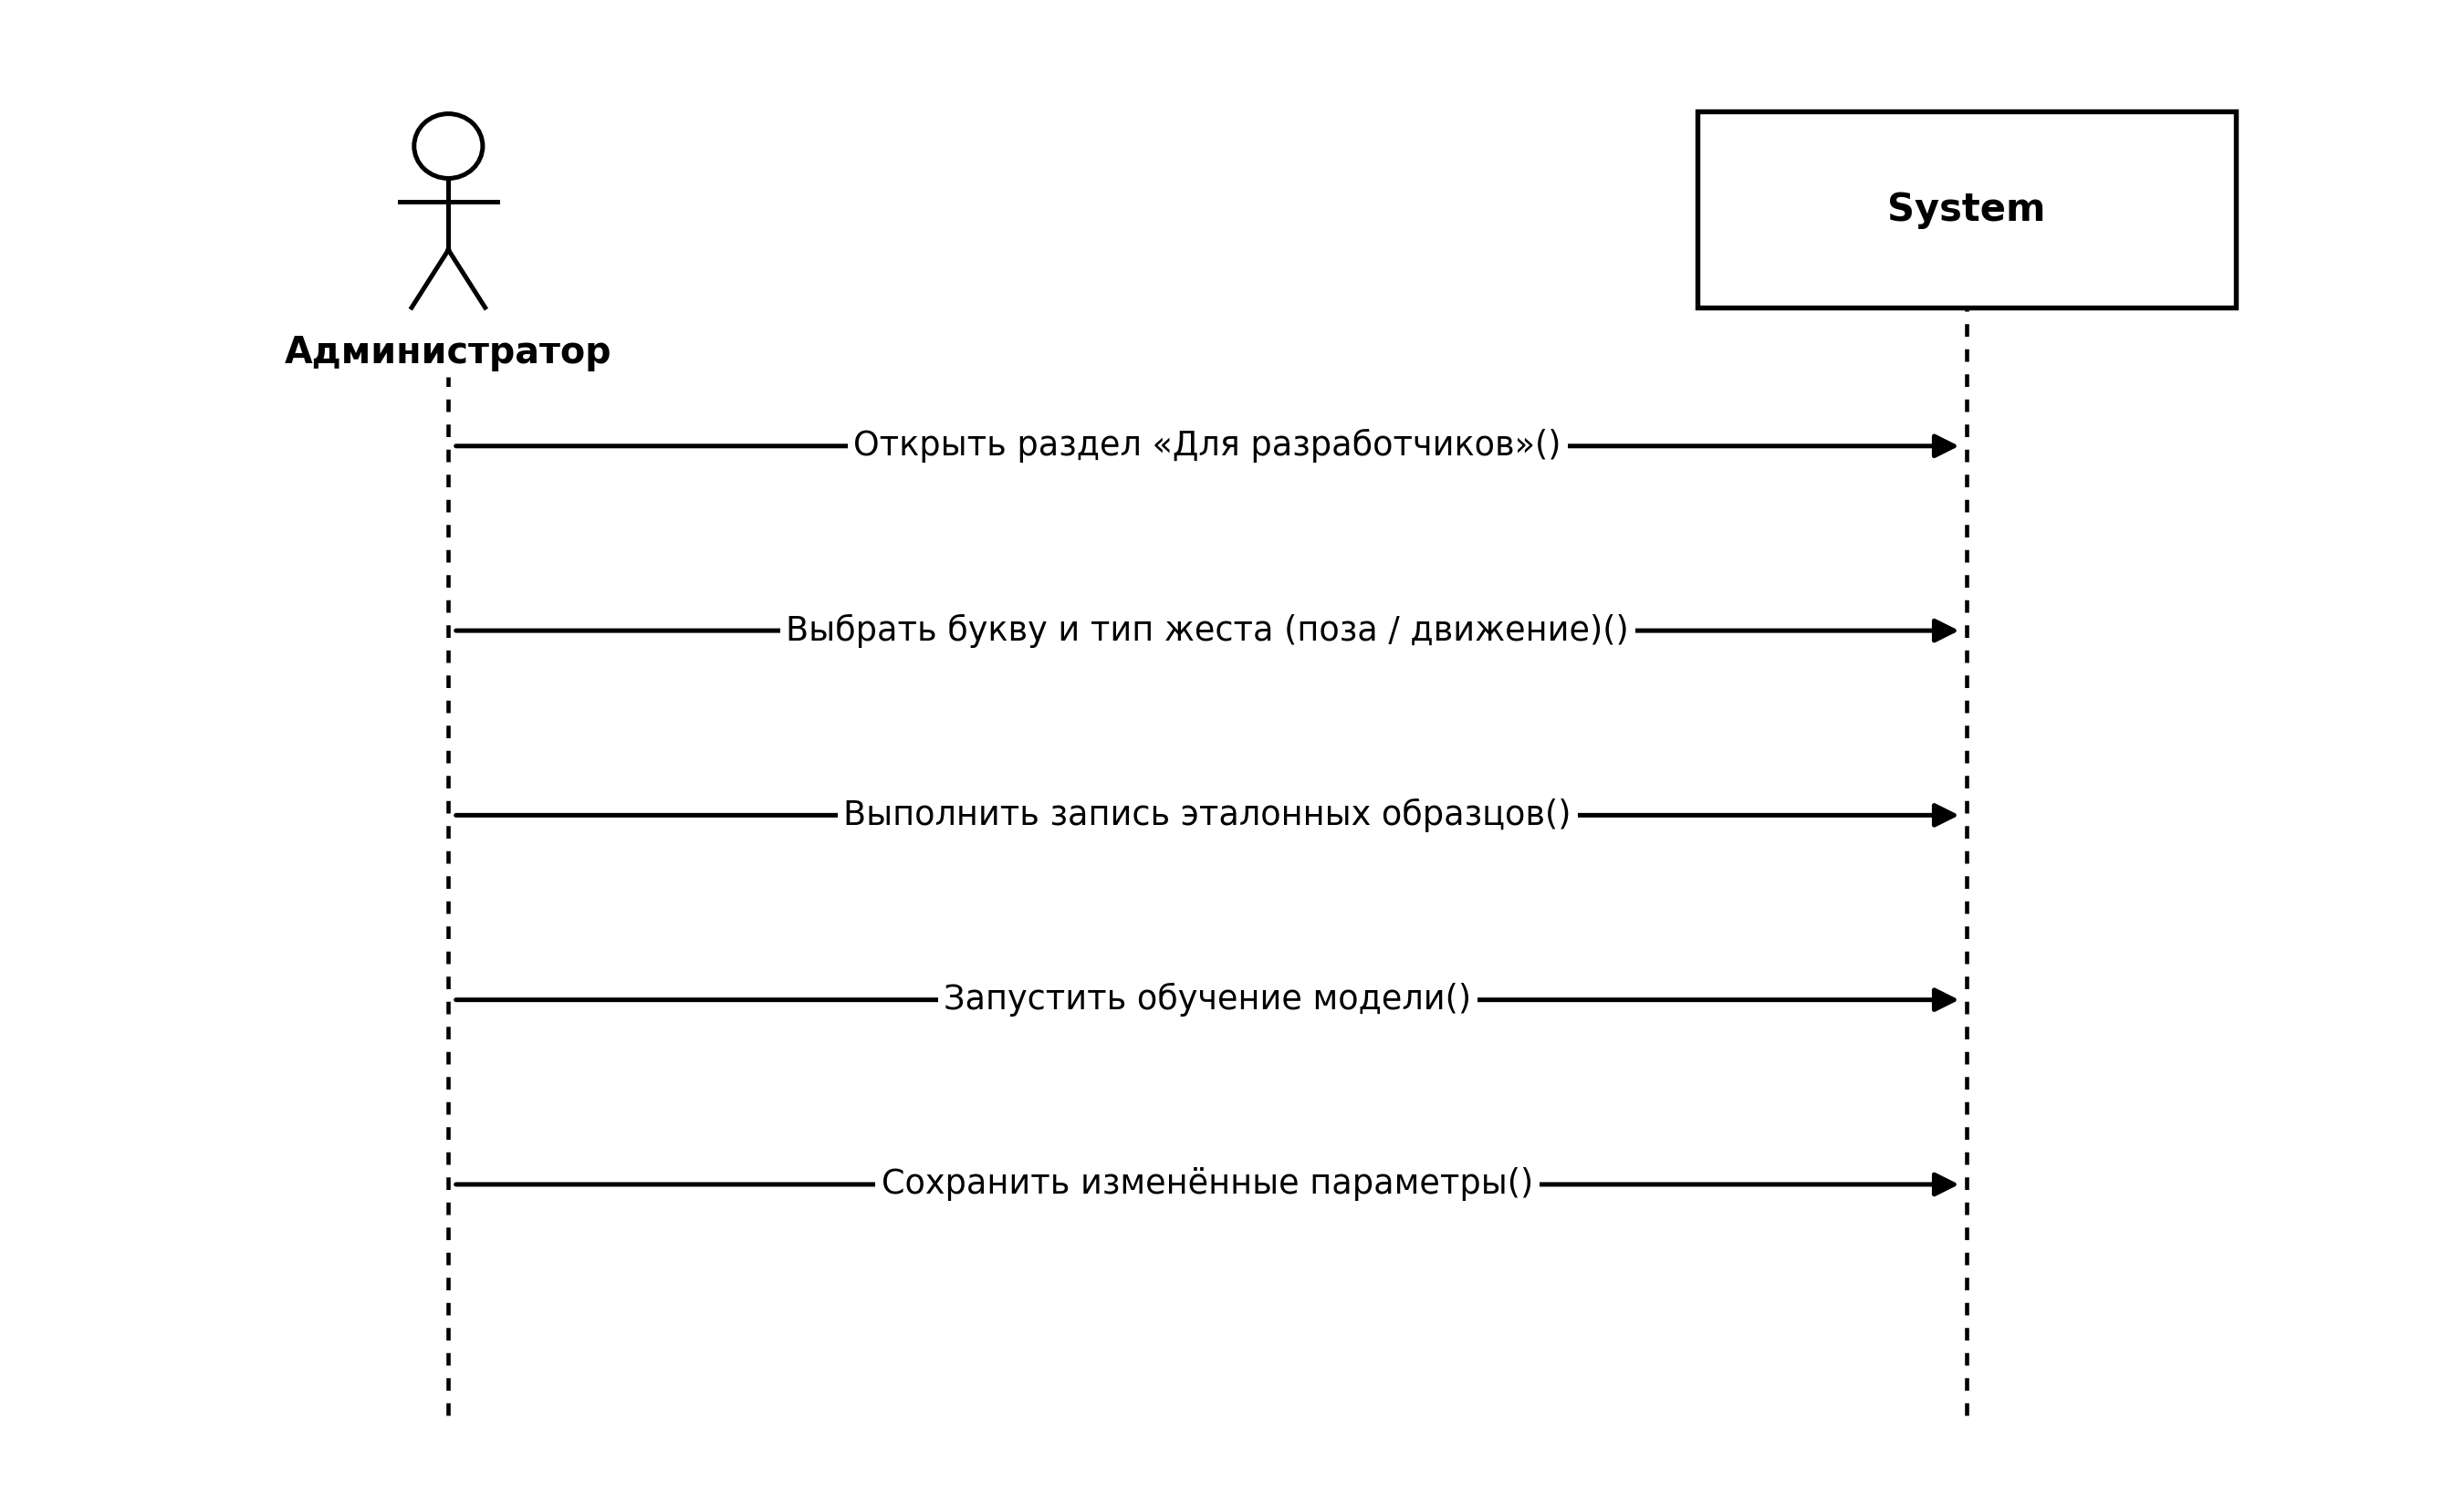 System
Администратор
Открыть раздел «Для разработчиков»()
Выбрать букву и тип жеста (поза / движение)()
Выполнить запись эталонных образцов()
Запустить обучение модели()
Сохранить изменённые параметры()